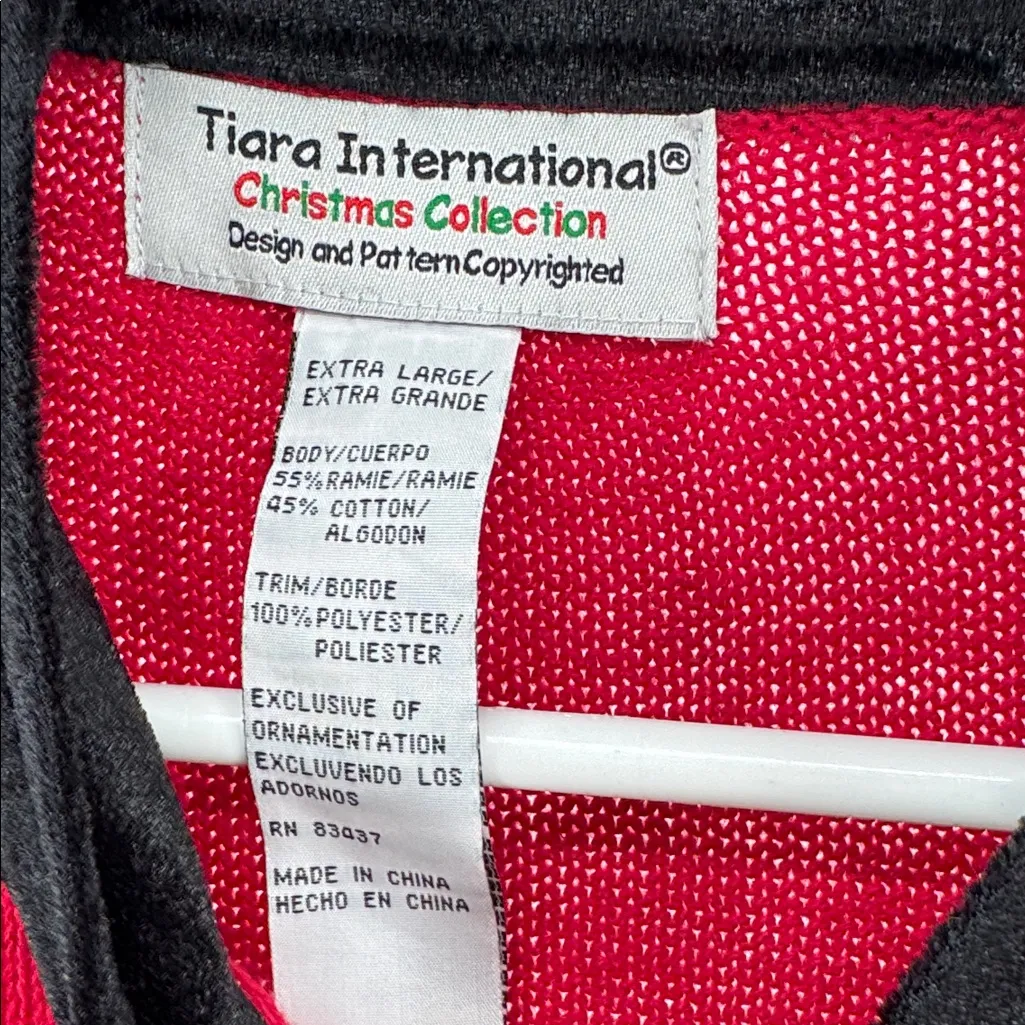 Tiara International®
Christmas Collection
Design and Pattern Copyrighted
EXTRA LARGE/
EXTRA GRANDE
BODY/CUERPO
55% RAMIE/RAMIE
45% COTTON/
ALGODON
TRIM/BORDE
100% POLYESTER/
POLIESTER
EXCLUSIVE OF
ORNAMENTATION
EXCLUVENDO LOS
ADORNOS
RN 83437
MADE IN CHINA
HECHO EN CHINA